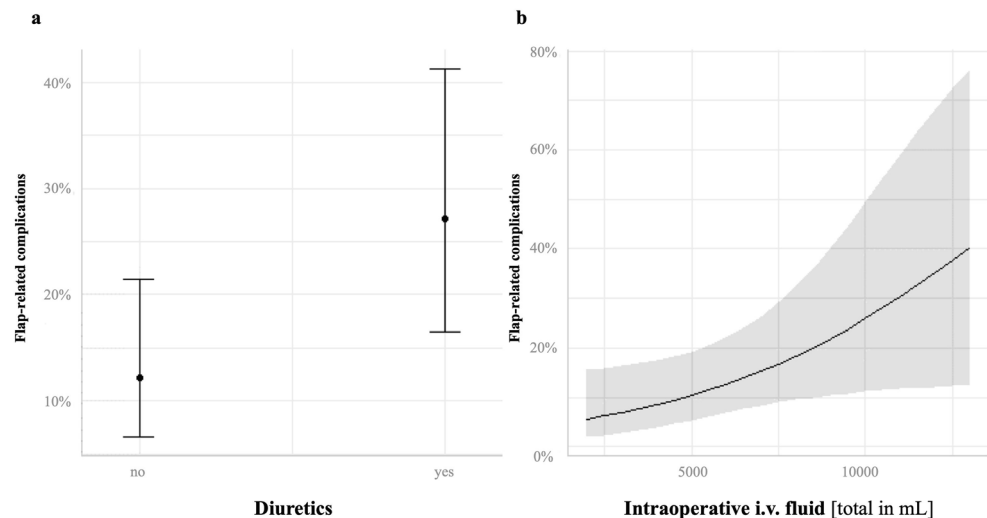 a
Flap-related complications
40%
30%
20%
10%
no
yes
Diuretics
b
Flap-related complications
80%
60%
40%
20%
0%
5000
10000
Intraoperative i.v. fluid [total in mL]